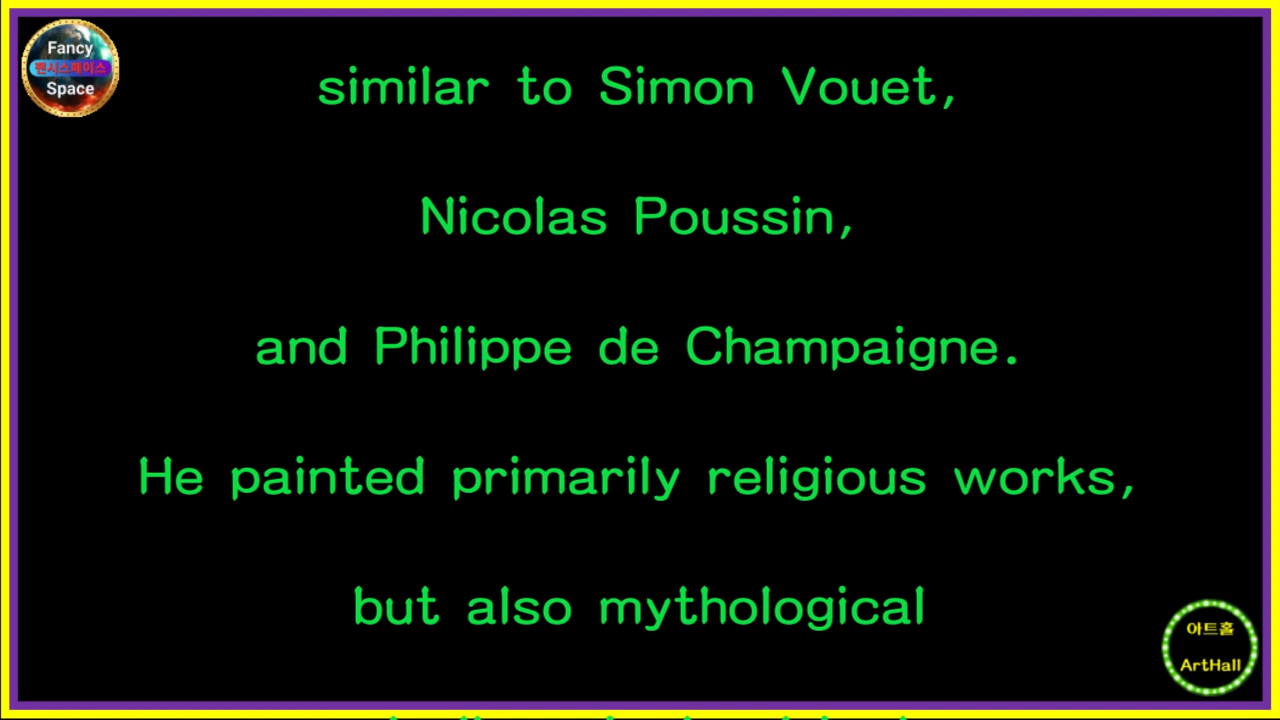 Fancy
팬시스페이스
Space
similar to Simon Vouet,
Nicolas Poussin,
and Philippe de Champaigne.
He painted primarily religious works,
but also mythological
아트홀
ArtHall